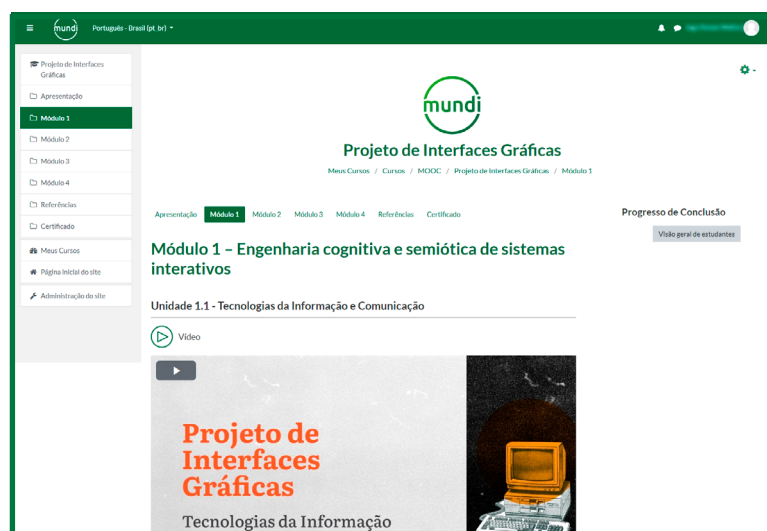 mundi
Português - Brasil (pt_br)
Projeto de Interfaces
Gráficas
Apresentação
Módulo 1
Módulo 2
Módulo 3
Módulo 4
Referências
Certificado
Meus Cursos
Página inicial do site
Administração do site
mundi
Projeto de Interfaces Gráficas
Meus Cursos / Cursos / MOOC / Projeto de Interfaces Gráficas / Módulo 1
Apresentação Módulo 1 Módulo 2 Módulo 3 Módulo 4 Referências Certificado
Progresso de Conclusão
Visão geral de estudantes
Módulo 1 – Engenharia cognitiva e semiótica de sistemas
interativos
Unidade 1.1 - Tecnologias da Informação e Comunicação
Vídeo
Projeto de
Interfaces
Gráficas
Tecnologias da Informação